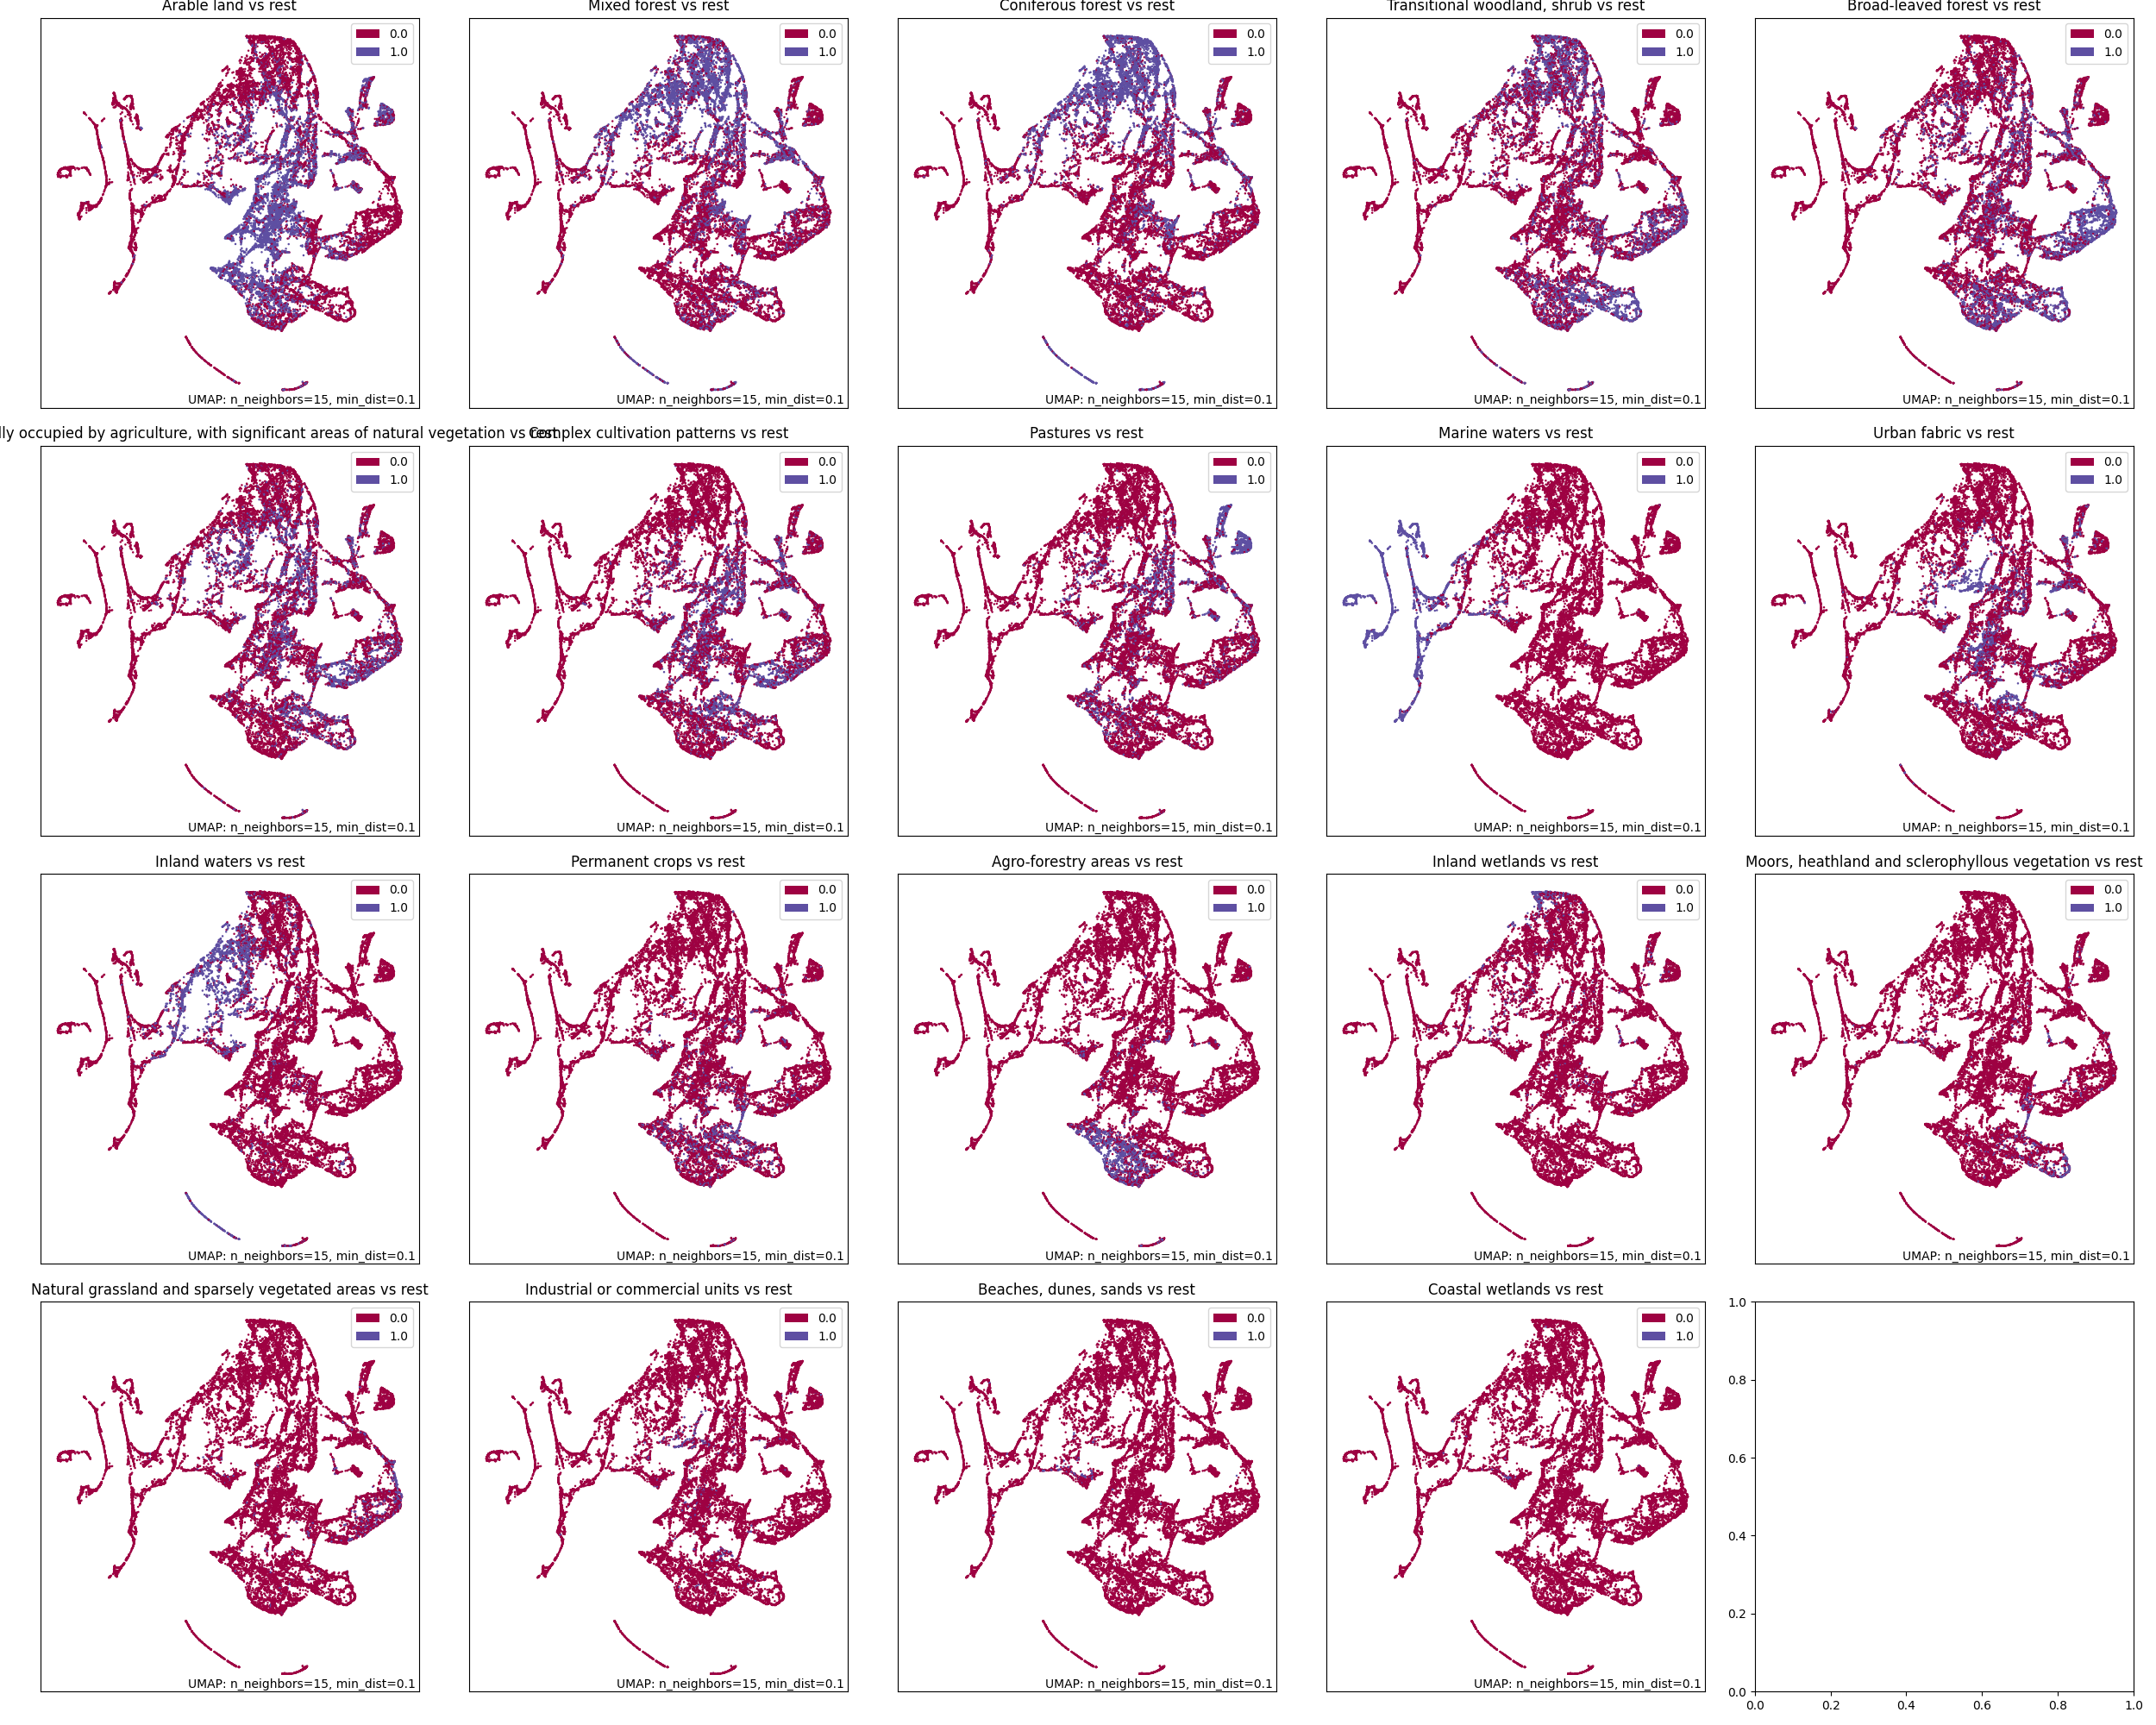 Arable land vs rest
Mixed forest vs rest
Coniferous forest vs rest
Transitional woodland, shrub vs rest
Broad-leaved forest vs rest
0.0
1.0
0.0
1.0
0.0
1.0
0.0
1.0
0.0
1.0
UMAP: n_neighbors=15, min_dist=0.1
UMAP: n_neighbors=15, min_dist=0.1
UMAP: n_neighbors=15, min_dist=0.1
UMAP: n_neighbors=15, min_dist=0.1
UMAP: n_neighbors=15, min_dist=0.1
lly occupied by agriculture, with significant areas of natural vegetation vs rest
Complex cultivation patterns vs rest
Pastures vs rest
Marine waters vs rest
Urban fabric vs rest
0.0
1.0
0.0
1.0
0.0
1.0
0.0
1.0
0.0
1.0
UMAP: n_neighbors=15, min_dist=0.1
UMAP: n_neighbors=15, min_dist=0.1
UMAP: n_neighbors=15, min_dist=0.1
UMAP: n_neighbors=15, min_dist=0.1
UMAP: n_neighbors=15, min_dist=0.1
Inland waters vs rest
Permanent crops vs rest
Agro-forestry areas vs rest
Inland wetlands vs rest
Moors, heathland and sclerophyllous vegetation vs rest
0.0
1.0
0.0
1.0
0.0
1.0
0.0
1.0
0.0
1.0
UMAP: n_neighbors=15, min_dist=0.1
UMAP: n_neighbors=15, min_dist=0.1
UMAP: n_neighbors=15, min_dist=0.1
UMAP: n_neighbors=15, min_dist=0.1
UMAP: n_neighbors=15, min_dist=0.1
Natural grassland and sparsely vegetated areas vs rest
Industrial or commercial units vs rest
Beaches, dunes, sands vs rest
Coastal wetlands vs rest
0.0
1.0
0.0
1.0
0.0
1.0
0.0
1.0
UMAP: n_neighbors=15, min_dist=0.1
UMAP: n_neighbors=15, min_dist=0.1
UMAP: n_neighbors=15, min_dist=0.1
UMAP: n_neighbors=15, min_dist=0.1
1.0
0.8
0.6
0.4
0.2
0.0
0.0 0.2 0.4 0.6 0.8 1.0